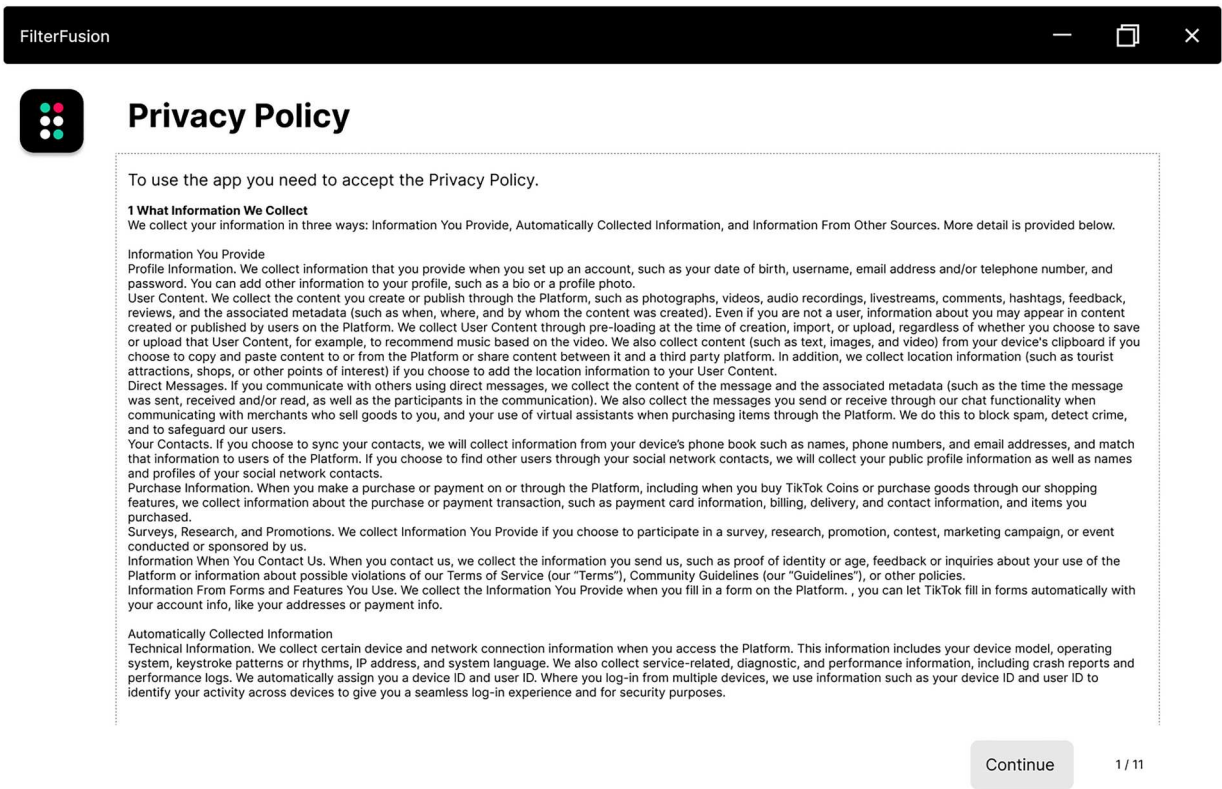 FilterFusion
Privacy Policy
To use the app you need to accept the Privacy Policy.
1 What Information We Collect
We collect your information in three ways: Information You Provide, Automatically Collected Information, and Information From Other Sources. More detail is provided below.
Information You Provide
Profile Information. We collect information that you provide when you set up an account, such as your date of birth, username, email address and/or telephone number, and
password. You can add other information to your profile, such as a bio or a profile photo.
User Content. We collect the content you create or publish through the Platform, such as photographs, videos, audio recordings, livestreams, comments, hashtags, feedback,
reviews, and the associated metadata (such as when, where, and by whom the content was created). Even if you are not a user, information about you may appear in content
created or published by users on the Platform. We collect User Content through pre-loading at the time of creation, import, or upload, regardless of whether you choose to save
or upload that User Content, for example, to recommend music based on the video. We also collect content (such as text, images, and video) from your device's clipboard if you
choose to copy and paste content to or from the Platform or share content between it and a third party platform. In addition, we collect location information (such as tourist
attractions, shops, or other points of interest) if you choose to add the location information to your User Content.
Direct Messages. If you communicate with others using direct messages, we collect the content of the message and the associated metadata (such as the time the message
was sent, received and/or read, as well as the participants in the communication). We also collect the messages you send or receive through our chat functionality when
communicating with merchants who sell goods to you, and your use of virtual assistants when purchasing items through the Platform. We do this to block spam, detect crime,
and to safeguard our users.
Your Contacts. If you choose to sync your contacts, we will collect information from your device’s phone book such as names, phone numbers, and email addresses, and match
that information to users of the Platform. If you choose to find other users through your social network contacts, we will collect your public profile information as well as names
and profiles of your social network contacts.
Purchase Information. When you make a purchase or payment on or through the Platform, including when you buy TikTok Coins or purchase goods through our shopping
features, we collect information about the purchase or payment transaction, such as payment card information, billing, delivery, and contact information, and items you
purchased.
Surveys, Research, and Promotions. We collect Information You Provide if you choose to participate in a survey, research, promotion, contest, marketing campaign, or event
conducted or sponsored by us.
Information When You Contact Us. When you contact us, we collect the information you send us, such as proof of identity or age, feedback or inquiries about your use of the
Platform or information about possible violations of our Terms of Service (our “Terms”), Community Guidelines (our “Guidelines”), or other policies.
Information From Forms and Features You Use. We collect the Information You Provide when you fill in a form on the Platform. , you can let TikTok fill in forms automatically with
your account info, like your addresses or payment info.
Automatically Collected Information
Technical Information. We collect certain device and network connection information when you access the Platform. This information includes your device model, operating
system, keystroke patterns or rhythms, IP address, and system language. We also collect service-related, diagnostic, and performance information, including crash reports and
performance logs. We automatically assign you a device ID and user ID. Where you log-in from multiple devices, we use information such as your device ID and user ID to
identify your activity across devices to give you a seamless log-in experience and for security purposes.
Continue
1 / 11